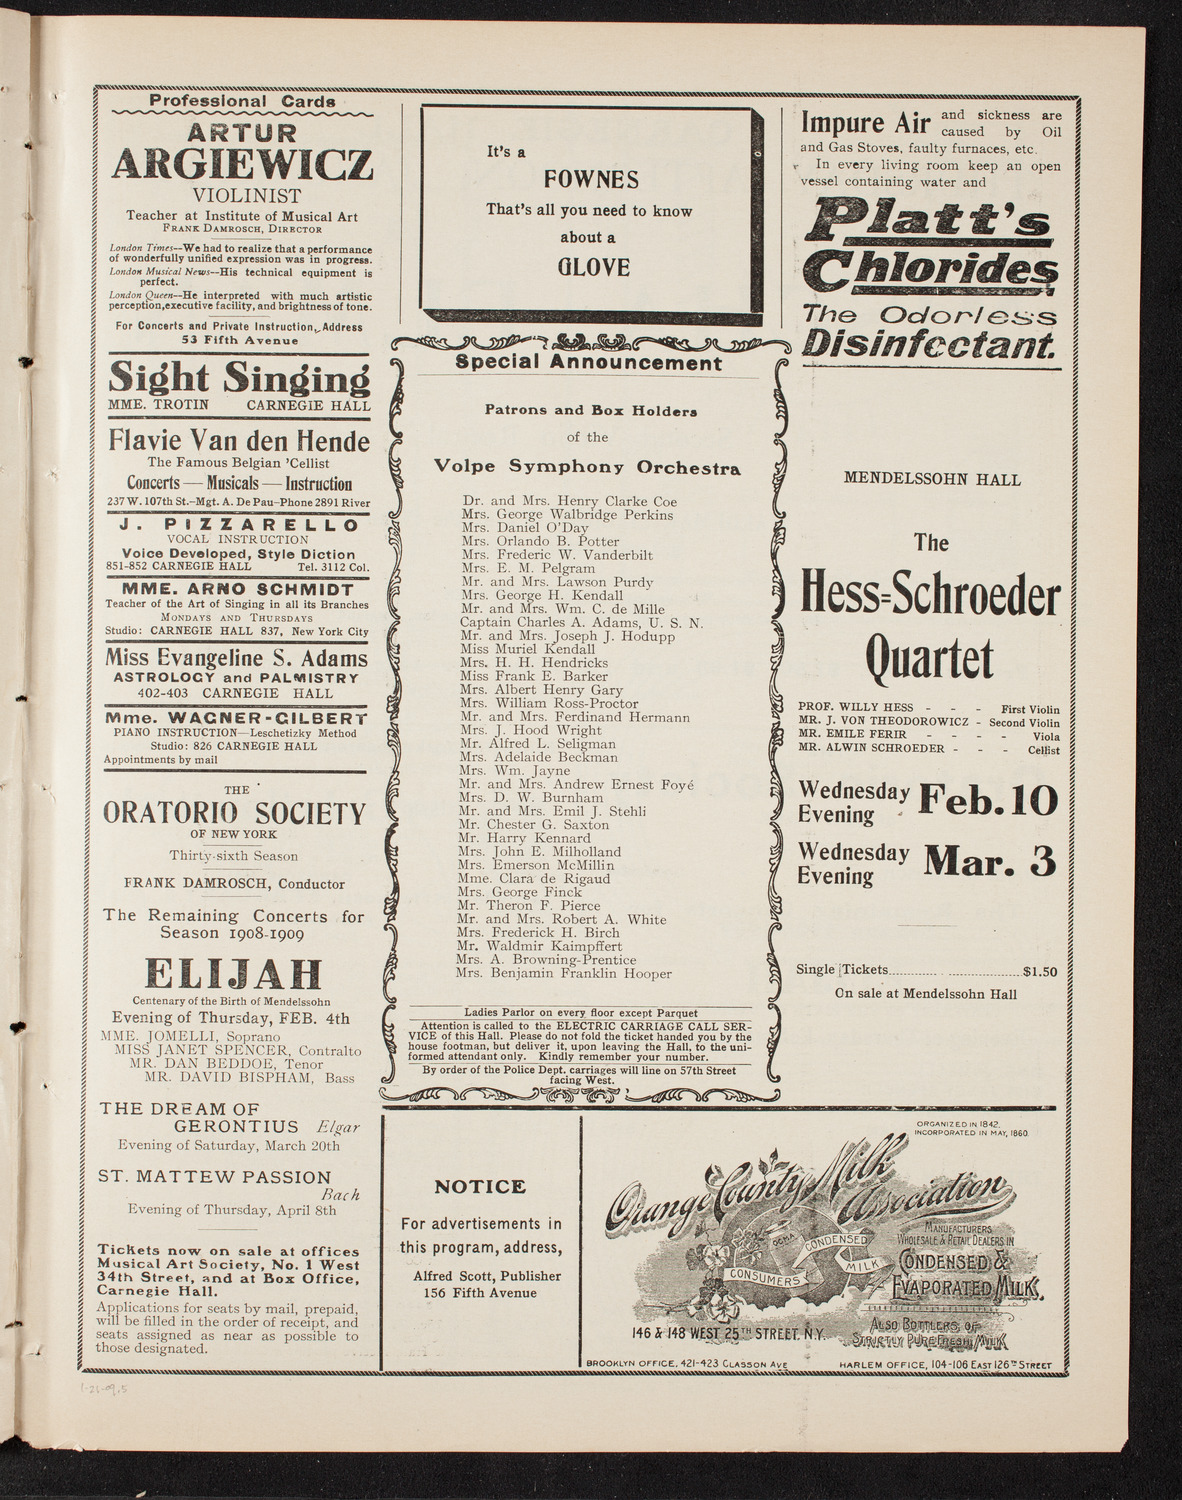 Professional Cards
ARTUR
ARGIEWICZ
VIOLINIST
Teacher at Institute of Musical Art
FRANK DAMROSCH, DIRECTOR
London Times--We had to realize that a performance
of wonderfully unified expression was in progress.
London Musical News--His technical equipment is
perfect.
London Queen--He interpreted with much artistic
perception, executive facility, and brightness of tone.
For Concerts and Private Instruction, Address
53 Fifth Avenue
Sight Singing
MME. TROTIN CARNEGIE HALL
Flavie Van den Hende
The Famous Belgian 'Cellist
Concerts — Musicals — Instruction
237 W. 107th St.-Mgt. A. De Pau-Phone 2891 River
J. PIZZARELLO
VOCAL INSTRUCTION
Voice Developed, Style Diction
851-852 CARNEGIE HALL Tel. 3112 Col.
MME. ARNO SCHMIDT
Teacher of the Art of Singing in all its Branches
MONDAYS AND THURSDAYS
Studio: CARNEGIE HALL 837, New York City
Miss Evangeline S. Adams
ASTROLOGY and PALMISTRY
402-403 CARNEGIE HALL
Mme. WAGNER-GILBERT
PIANO INSTRUCTION—Leschetizky Method
Studio: 826 CARNEGIE HALL
Appointments by mail
THE
ORATORIO SOCIETY
OF NEW YORK
Thirty-sixth Season
FRANK DAMROSCH, Conductor
The Remaining Concerts for
Season 1908-1909
ELIJAH
Centenary of the Birth of Mendelssohn
Evening of Thursday, FEB. 4th
MME. JOMELLI, Soprano
MISS JANET SPENCER, Contralto
MR. DAN BEDDOE, Tenor
MR. DAVID BISPHAM, Bass
THE DREAM OF
GERONTIUS Elgar
Evening of Saturday, March 20th
ST. MATTEW PASSION
Bach
Evening of Thursday, April 8th
Tickets now on sale at offices
Musical Art Society, No. 1 West
34th Street, and at Box Office,
Carnegie Hall.
Applications for seats by mail, prepaid,
will be filled in the order of receipt, and
seats assigned as near as possible to
those designated.
1-21-09,5
It's a
FOWNES
That's all you need to know
about a
GLOVE
Special Announcement
Patrons and Box Holders
of the
Volpe Symphony Orchestra
Dr. and Mrs. Henry Clarke Coe
Mrs. George Walbridge Perkins
Mrs. Daniel O'Day
Mrs. Orlando B. Potter
Mrs. Frederic W. Vanderbilt
Mrs. E. M. Pelgram
Mr. and Mrs. Lawson Purdy
Mrs. George H. Kendall
Mr. and Mrs. Wm. C. de Mille
Captain Charles A. Adams, U. S. N.
Mr. and Mrs. Joseph J. Hodupp
Miss Muriel Kendall
Mrs. H. H. Hendricks
Miss Frank E. Barker
Mrs. Albert Henry Gary
Mrs. William Ross-Proctor
Mr. and Mrs. Ferdinand Hermann
Mrs. J. Hood Wright
Mr. Alfred L. Seligman
Mrs. Adelaide Beckman
Mrs. Wm. Jayne
Mr. and Mrs. Andrew Ernest Foyé
Mrs. D. W. Burnham
Mr. and Mrs. Emil J. Stehli
Mr. Chester G. Saxton
Mr. Harry Kennard
Mrs. John E. Milholland
Mrs. Emerson McMillin
Mme. Clara de Rigaud
Mrs. George Finck
Mr. Theron F. Pierce
Mr. and Mrs. Robert A. White
Mrs. Frederick H. Birch
Mr. Waldmir Kaimpffert
Mrs. A. Browning-Prentice
Mrs. Benjamin Franklin Hooper
Ladies Parlor on every floor except Parquet
Attention is called to the ELECTRIC CARRIAGE CALL SER-
VICE of this Hall. Please do not fold the ticket handed you by the
house footman, but deliver it, upon leaving the Hall, to the uni-
formed attendant only. Kindly remember your number.
By order of the Police Dept. carriages will line on 57th Street
facing West.
Impure Air and sickness are
caused by Oil
and Gas Stoves, faulty furnaces, etc.
In every living room keep an open
vessel containing water and
Platt's
Chlorides
The Odorless
Disinfectant.
MENDELSSOHN HALL
The
Hess-Schroeder
Quartet
PROF. WILLY HESS - - - First Violin
MR. J. VON THEODOROWICZ - Second Violin
MR. EMILE FERIR - - - Viola
MR. ALWIN SCHROEDER - - - Cellist
Wednesday
Evening Feb. 10
Wednesday
Evening Mar. 3
Single Tickets.............................$1.50
On sale at Mendelssohn Hall
NOTICE
For advertisements in
this program, address,
Alfred Scott, Publisher
156 Fifth Avenue
ORGANIZED IN 1842,
INCORPORATED IN MAY, 1860.
Orange County Milk
Association
OCMA
CONSUMERS
CONDENSED
MILK
MANUFACTURERS
WHOLESALE & RETAIL DEALERS IN
CONDENSED &
EVAPORATED MILKS,
ALSO BOTTLERS OF
STRICTLY PURE FRESH MILK
146 & 148 WEST 25TH STREET. N.Y.
BROOKLYN OFFICE, 421-423 CLASSON AVE
HARLEM OFFICE, 104-106 EAST 126TH STREET